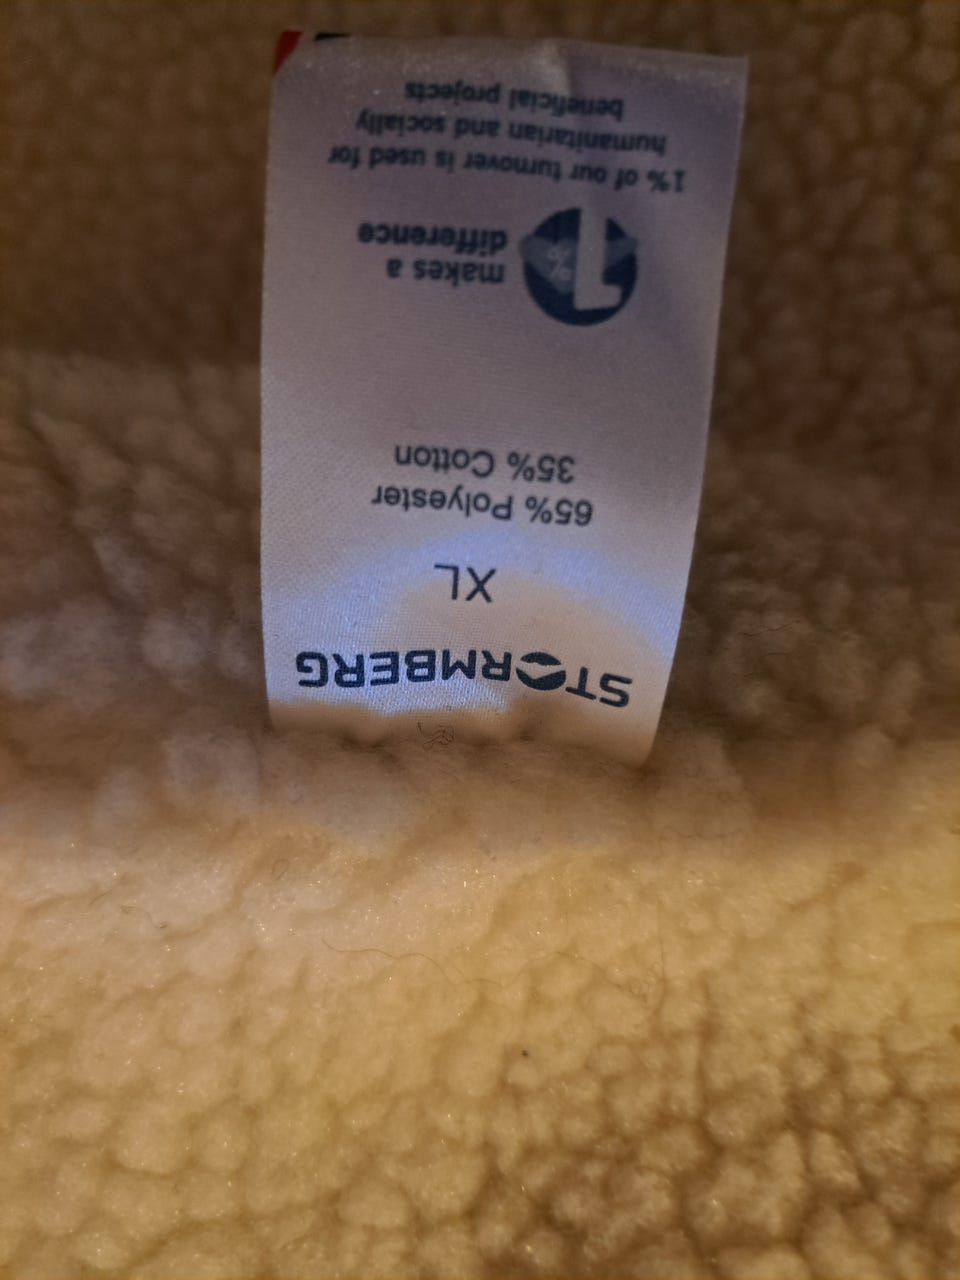 STORMBERG
XL
65% Polyester
35% Cotton
1%
makes a
difference
1% of our turnover is used for
humanitarian and socially
beneficial projects